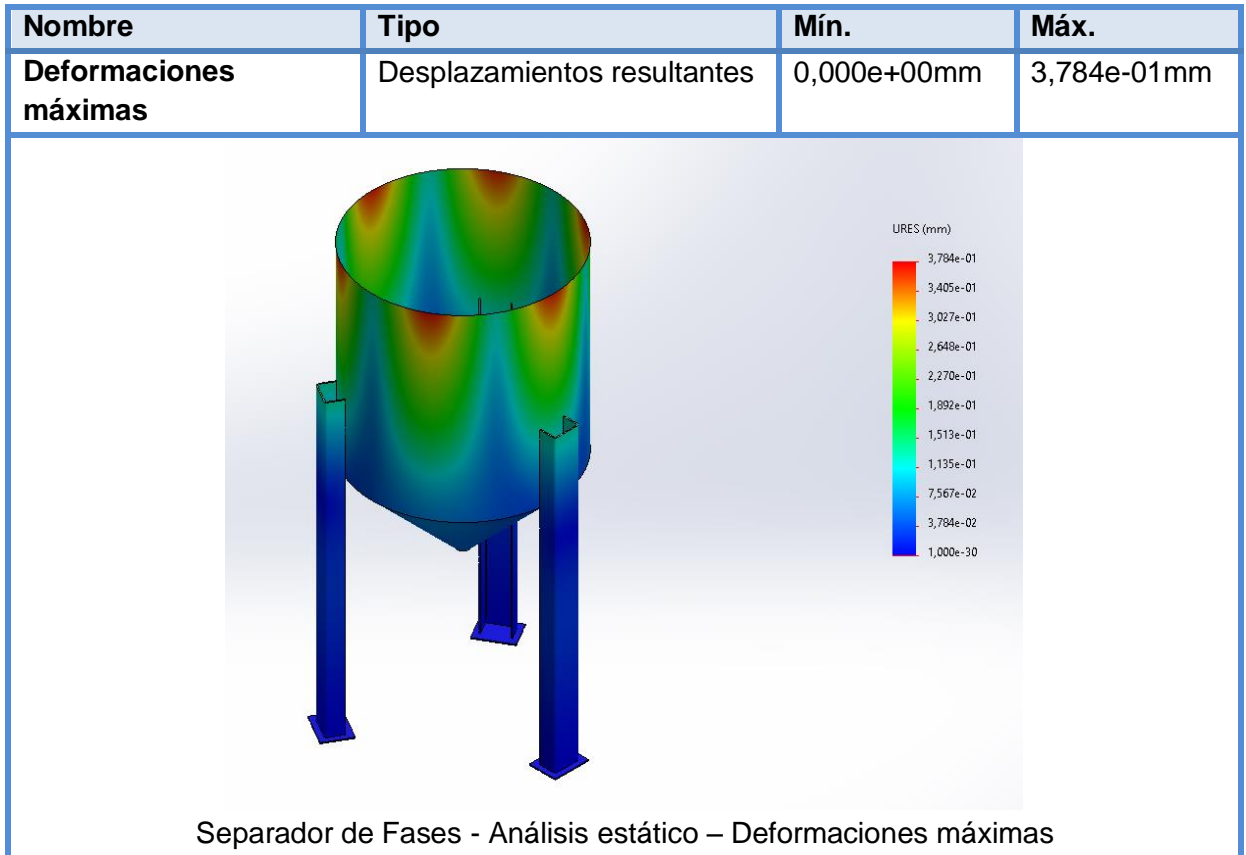 Nombre Tipo Mín. Máx.
Deformaciones máximas Desplazamientos resultantes 0,000e+00mm 3,784e-01mm
URES (mm)
3,784e-01
3,405e-01
3,027e-01
2,648e-01
2,270e-01
1,892e-01
1,513e-01
1,135e-01
7,567e-02
3,784e-02
1,000e-30
Separador de Fases - Análisis estático – Deformaciones máximas